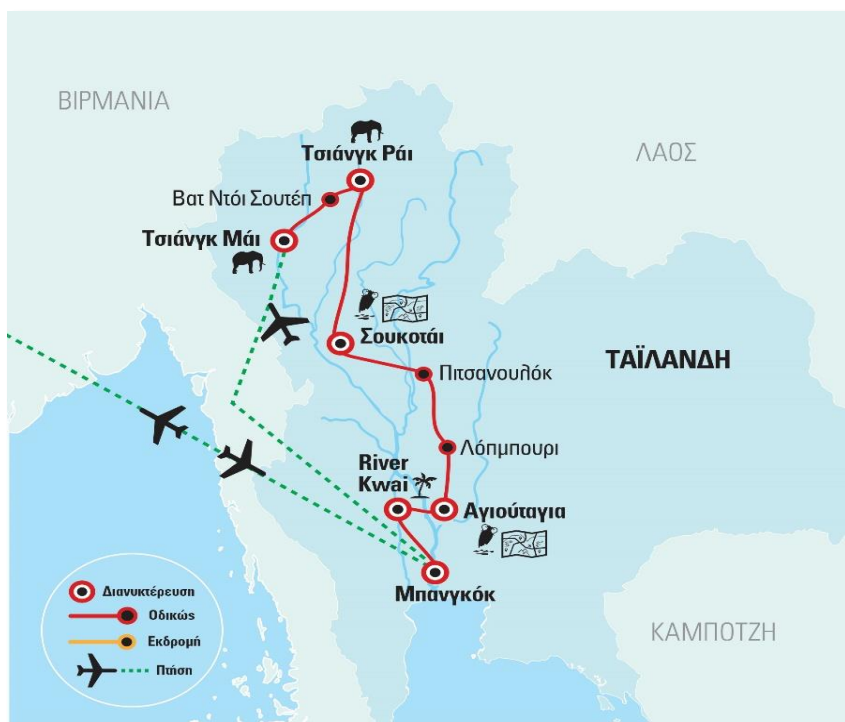 ΒΙΡΜΑΝΙΑ
ΛΑΟΣ
Τσιάνγκ Ράι
Βατ Ντόι Σουτέπ
Τσιάνγκ Μάι
Σουκοτάι
ΤΑΪΛΑΝΔΗ
Πιτσανουλόκ
Λόπμπουρι
River
Kwai
Αγιούταγια
Μπανγκόκ
ΚΑΜΠΟΤΖΗ
Διανυκτέρευση
Οδικώς
Εκδρομή
Πτήση